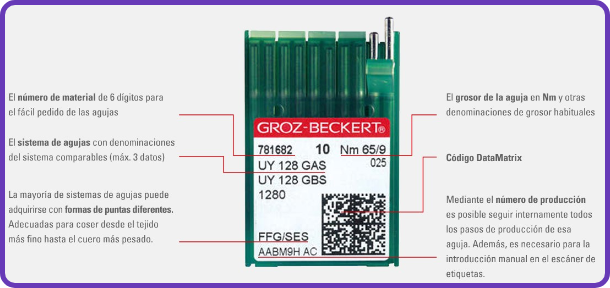 El número de material de 6 dígitos para
el fácil pedido de las agujas
El sistema de agujas con denominaciones
del sistema comparables (máx. 3 datos)
La mayoría de sistemas de agujas puede
adquirirse con formas de puntas diferentes.
Adecuadas para coser desde el tejido
más fino hasta el cuero más pesado.
GROZ-BECKERT®
781682 10 Nm 65/9
025
UY 128 GAS
UY 128 GBS
1280
FFG/SES
AABM9H AC
El grosor de la aguja en Nm y otras
denominaciones de grosor habituales
Código DataMatrix
Mediante el número de producción
es posible seguir internamente todos
los pasos de producción de esa
aguja. Además, es necesario para la
introducción manual en el escáner de
etiquetas.